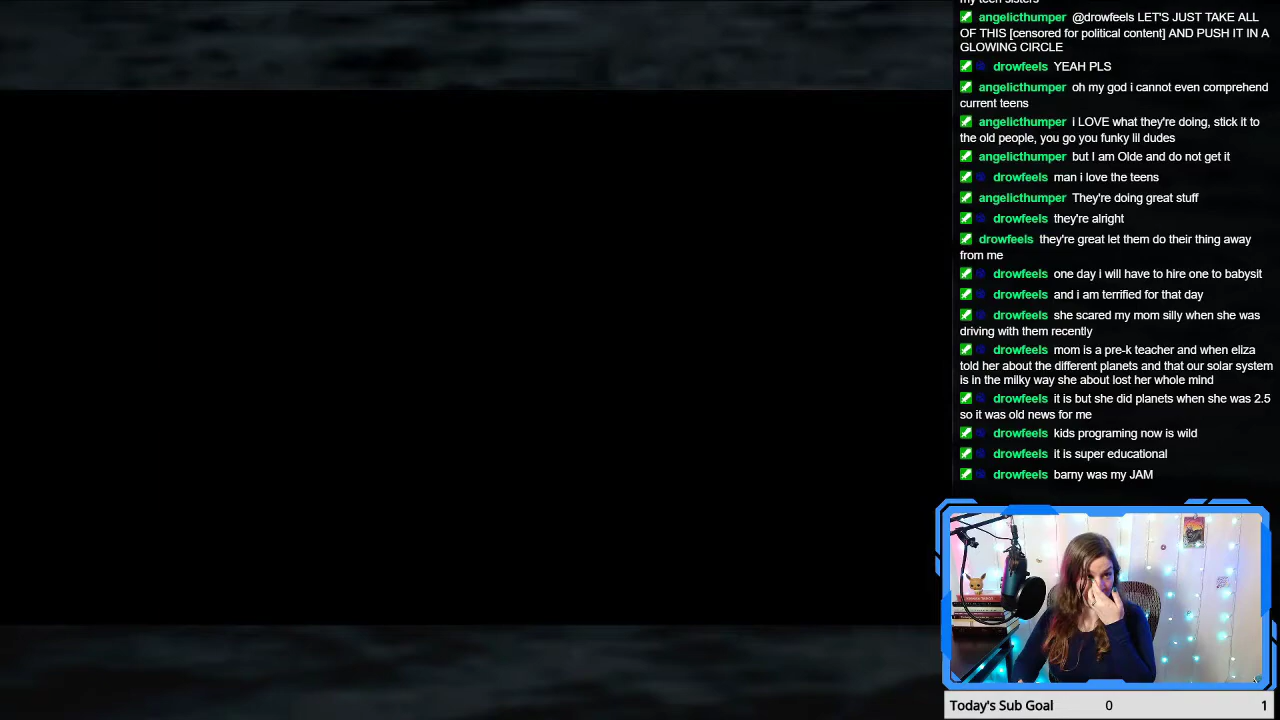 my teen sisters
angelicthumper @drowfeels LET'S JUST TAKE ALL
OF THIS [censored for political content] AND PUSH IT IN A
GLOWING CIRCLE
drowfeels YEAH PLS
angelicthumper oh my god i cannot even comprehend
current teens
angelicthumper i LOVE what they're doing, stick it to
the old people, you go you funky lil dudes
angelicthumper but I am Olde and do not get it
drowfeels man i love the teens
angelicthumper They're doing great stuff
drowfeels they're alright
drowfeels they're great let them do their thing away
from me
drowfeels one day i will have to hire one to babysit
drowfeels and i am terrified for that day
drowfeels she scared my mom silly when she was
driving with them recently
drowfeels mom is a pre-k teacher and when eliza
told her about the different planets and that our solar system
is in the milky way she about lost her whole mind
drowfeels it is but she did planets when she was 2.5
so it was old news for me
drowfeels kids programing now is wild
drowfeels it is super educational
drowfeels barny was my JAM
Today's Sub Goal 0 1